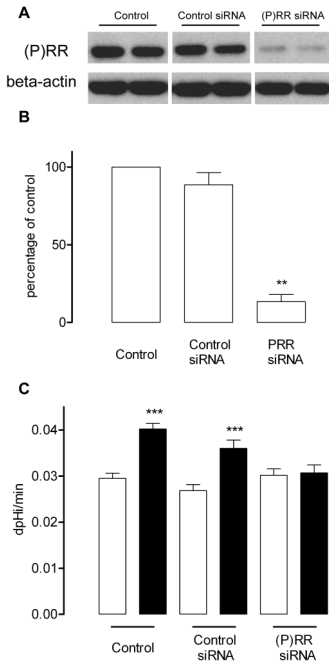 A
Control Control siRNA (P)RR siRNA
(P)RR
beta-actin
B
percentage of control
100
50
0
**
Control
Control siRNA
PRR siRNA
C
dpHi/min
0.04
0.03
0.02
0.01
0.00
***
***
Control
Control siRNA
(P)RR siRNA